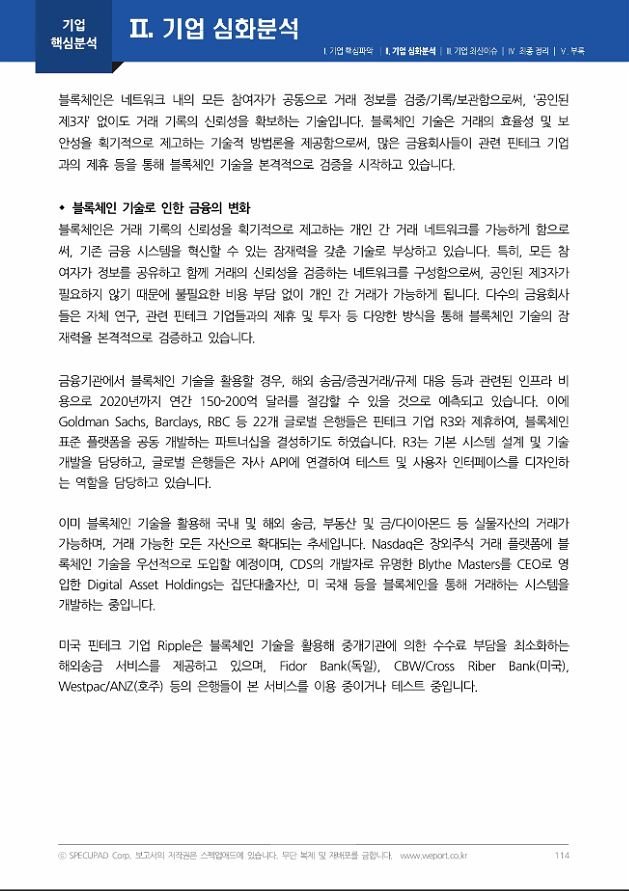 기업
핵심분석
Ⅱ. 기업 심화분석
Ⅰ. 기업 핵심파악 | Ⅱ. 기업 심화분석 | Ⅲ. 기업 최신이슈 | Ⅳ. 최종 정리 | Ⅴ. 부록
블록체인은 네트워크 내의 모든 참여자가 공동으로 거래 정보를 검증/기록/보관함으로써, ‘공인된
제3자’ 없이도 거래 기록의 신뢰성을 확보하는 기술입니다. 블록체인 기술은 거래의 효율성 및 보
안성을 획기적으로 제고하는 기술적 방법론을 제공함으로써, 많은 금융회사들이 관련 핀테크 기업
과의 제휴 등을 통해 블록체인 기술을 본격적으로 검증을 시작하고 있습니다.
◆ 블록체인 기술로 인한 금융의 변화
블록체인은 거래 기록의 신뢰성을 획기적으로 제고하는 개인 간 거래 네트워크를 가능하게 함으로
써, 기존 금융 시스템을 혁신할 수 있는 잠재력을 갖춘 기술로 부상하고 있습니다. 특히, 모든 참
여자가 정보를 공유하고 함께 거래의 신뢰성을 검증하는 네트워크를 구성함으로써, 공인된 제3자가
필요하지 않기 때문에 불필요한 비용 부담 없이 개인 간 거래가 가능하게 됩니다. 다수의 금융회사
들은 자체 연구, 관련 핀테크 기업들과의 제휴 및 투자 등 다양한 방식을 통해 블록체인 기술의 잠
재력을 본격적으로 검증하고 있습니다.
금융기관에서 블록체인 기술을 활용할 경우, 해외 송금/증권거래/규제 대응 등과 관련된 인프라 비
용으로 2020년까지 연간 150-200억 달러를 절감할 수 있을 것으로 예측되고 있습니다. 이에
Goldman Sachs, Barclays, RBC 등 22개 글로벌 은행들은 핀테크 기업 R3와 제휴하여, 블록체인
표준 플랫폼을 공동 개발하는 파트너십을 결성하기도 하였습니다. R3는 기본 시스템 설계 및 기술
개발을 담당하고, 글로벌 은행들은 자사 API에 연결하여 테스트 및 사용자 인터페이스를 디자인하
는 역할을 담당하고 있습니다.
이미 블록체인 기술을 활용해 국내 및 해외 송금, 부동산 및 금/다이아몬드 등 실물자산의 거래가
가능하며, 거래 가능한 모든 자산으로 확대되는 추세입니다. Nasdaq은 장외주식 거래 플랫폼에 블
록체인 기술을 우선적으로 도입할 예정이며, CDS의 개발자로 유명한 Blythe Masters를 CEO로 영
입한 Digital Asset Holdings는 집단대출자산, 미 국채 등을 블록체인을 통해 거래하는 시스템을
개발하는 중입니다.
미국 핀테크 기업 Ripple은 블록체인 기술을 활용해 중개기관에 의한 수수료 부담을 최소화하는
해외송금 서비스를 제공하고 있으며, Fidor Bank(독일), CBW/Cross Riber Bank(미국),
Westpac/ANZ(호주) 등의 은행들이 본 서비스를 이용 중이거나 테스트 중입니다.
ⓒ SPECUPAD Corp. 보고서의 저작권은 스펙업애드에 있습니다. 무단 복제 및 재배포를 금합니다. www.weport.co.kr 114